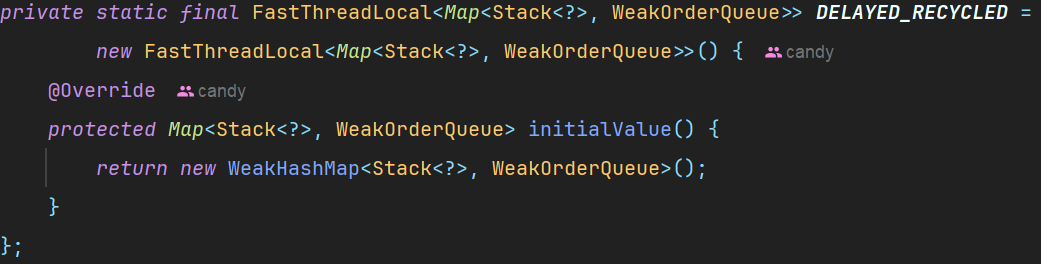 private static final FastThreadLocal<Map<Stack<?>, WeakOrderQueue>> DELAYED_RECYCLED =
        new FastThreadLocal<Map<Stack<?>, WeakOrderQueue>>() { candy
    @Override candy
    protected Map<Stack<?>, WeakOrderQueue> initialValue() {
        return new WeakHashMap<Stack<?>, WeakOrderQueue>();
    }
};